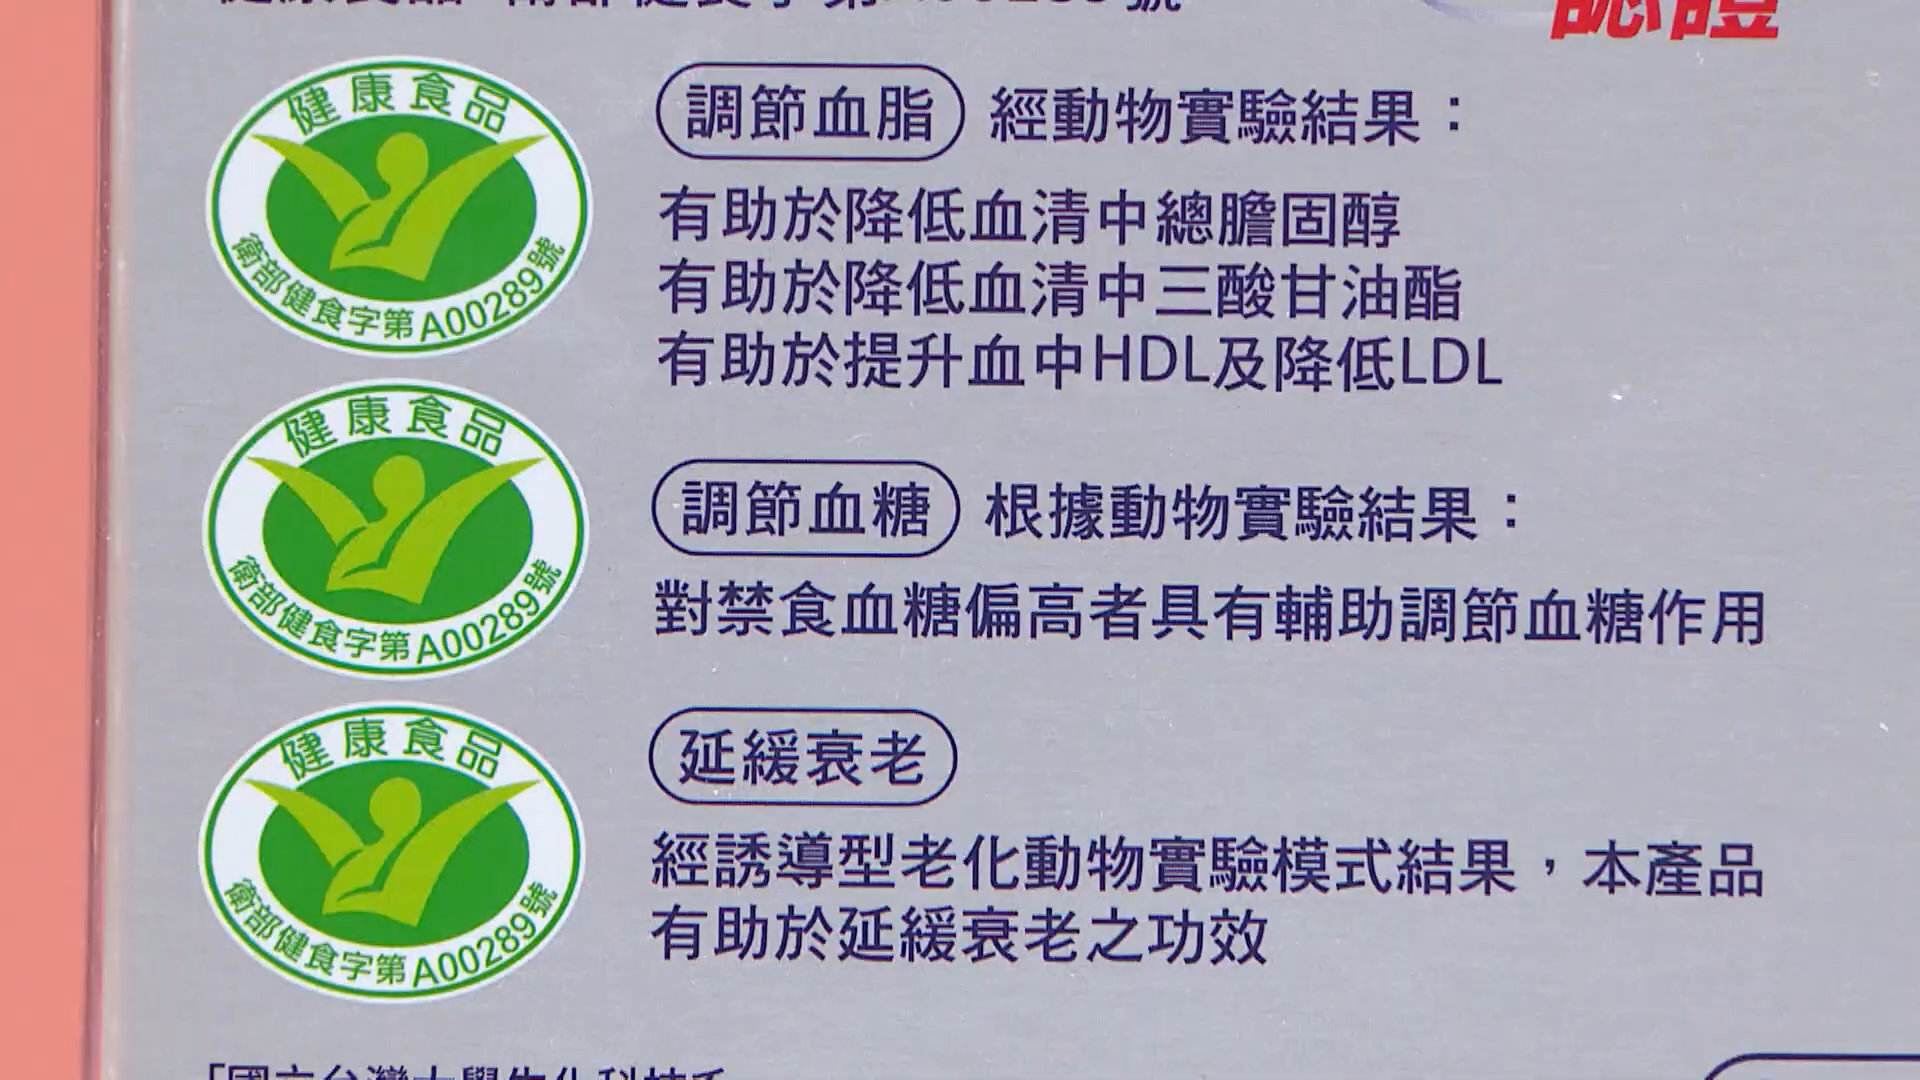 健康食品
衛部健食字第A00289號
調節血脂 經動物實驗結果：
有助於降低血清中總膽固醇
有助於降低血清中三酸甘油酯
有助於提升血中HDL及降低LDL
健康食品
衛部健食字第A00289號
調節血糖 根據動物實驗結果：
對禁食血糖偏高者具有輔助調節血糖作用
健康食品
衛部健食字第A00289號
延緩衰老
經誘導型老化動物實驗模式結果，本產品
有助於延緩衰老之功效